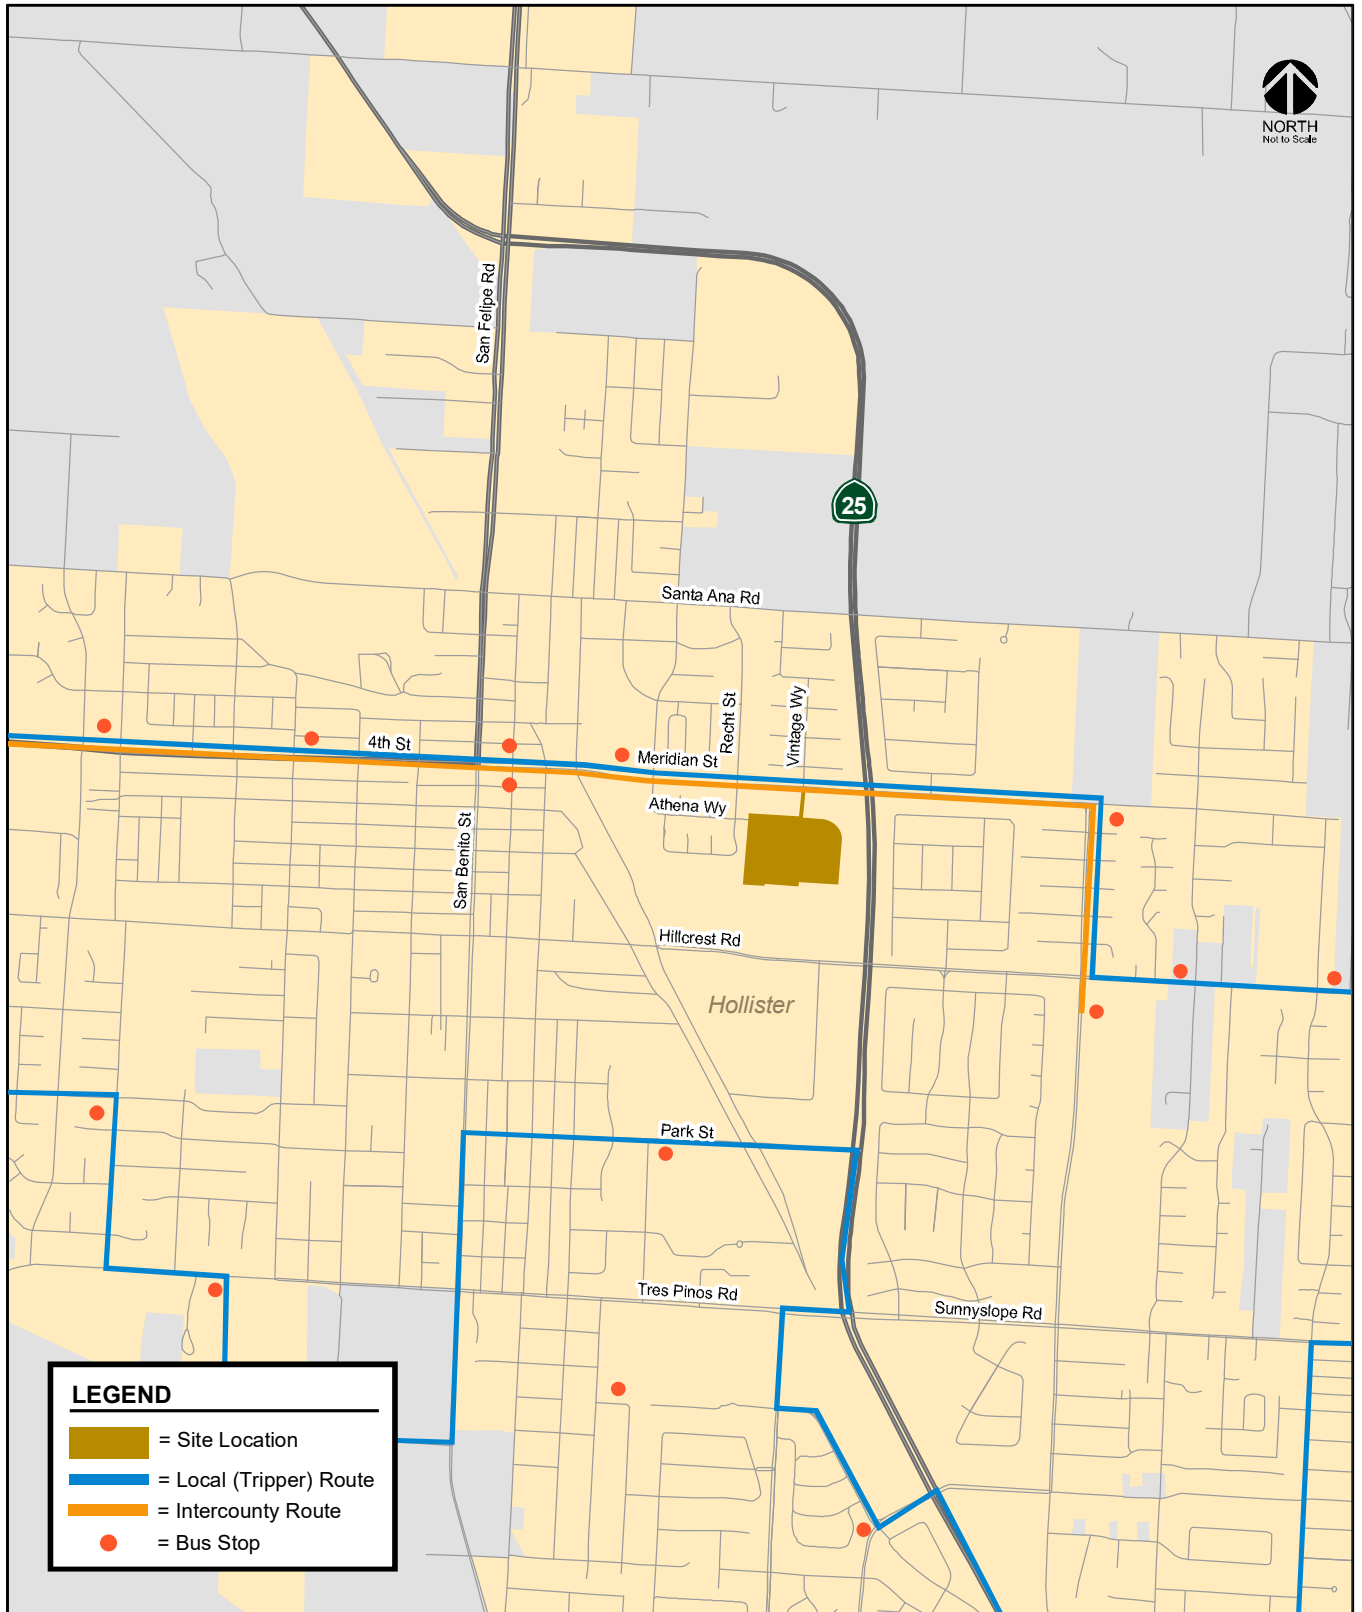 NORTH
Not to Scale
San Felipe Rd
25
Santa Ana Rd
Recht St
Vintage Wy
4th St
Meridian St
Athena Wy
San Benito St
Hillcrest Rd
Hollister
Park St
Tres Pinos Rd
Sunnyslope Rd
LEGEND
= Site Location
= Local (Tripper) Route
= Intercounty Route
= Bus Stop